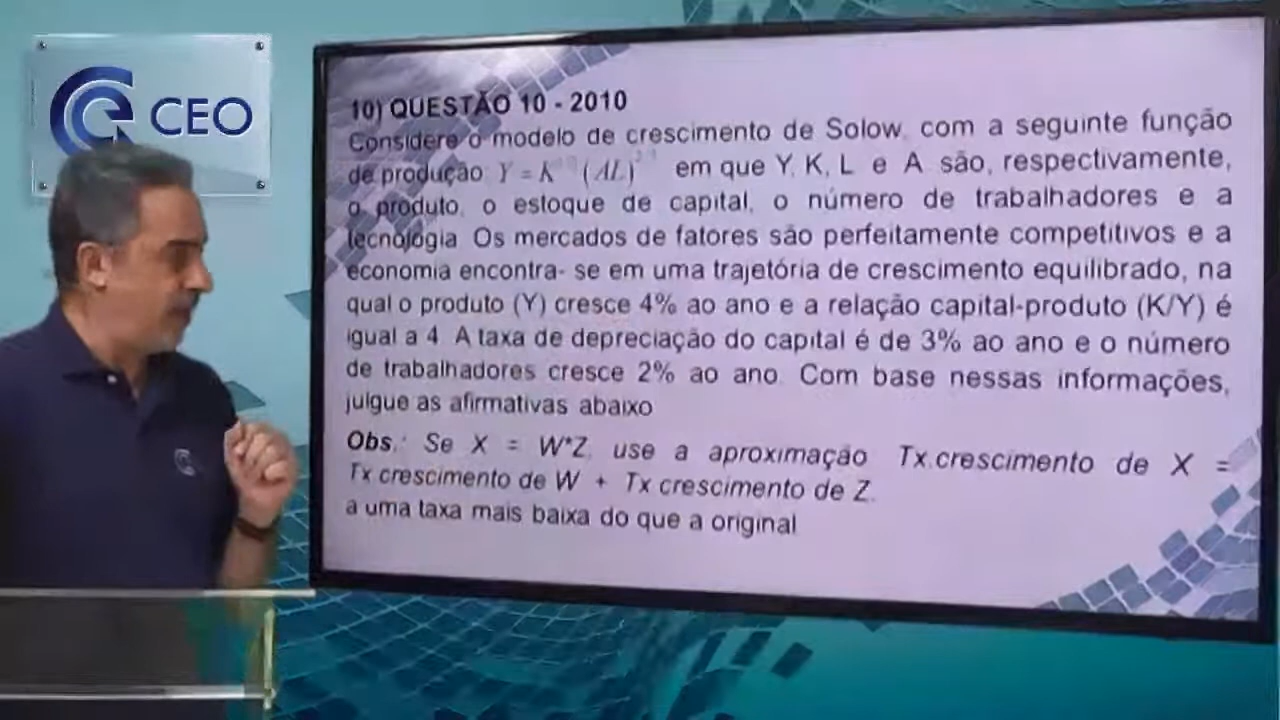 CEO
10) QUESTÃO 10 - 2010
Considere o modelo de crescimento de Solow, com a seguinte função
de produção: Y = K (AL) em que Y, K, L e A são, respectivamente,
o produto, o estoque de capital, o número de trabalhadores e a
tecnologia. Os mercados de fatores são perfeitamente competitivos e a
economia encontra- se em uma trajetória de crescimento equilibrado, na
qual o produto (Y) cresce 4% ao ano e a relação capital-produto (K/Y) é
igual a 4. A taxa de depreciação do capital é de 3% ao ano e o número
de trabalhadores cresce 2% ao ano. Com base nessas informações,
julgue as afirmativas abaixo
Obs.: Se X = W*Z, use a aproximação Tx.crescimento de X =
Tx crescimento de W + Tx crescimento de Z.
a uma taxa mais baixa do que a original